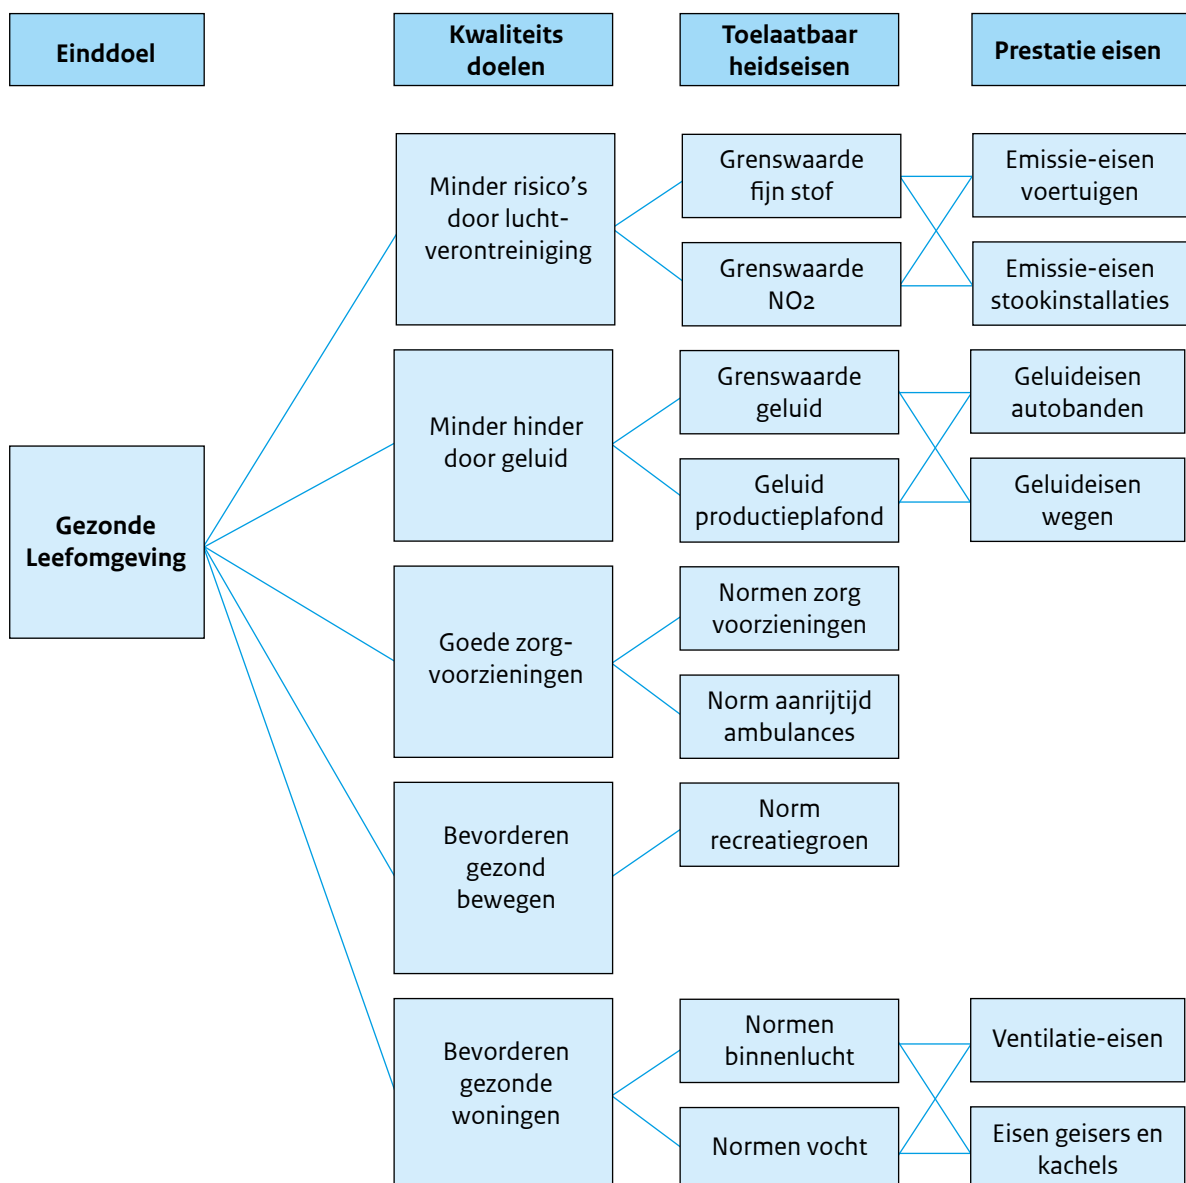 Einddoel
Kwaliteits
doelen
Toelaatbaar
heidseisen
Prestatie eisen
Gezonde
Leefomgeving
Minder risico's
door lucht-
verontreiniging
Grenswaarde
fijn stof
Grenswaarde
NO2
Emissie-eisen
voertuigen
Emissie-eisen
stookinstallaties
Minder hinder
door geluid
Grenswaarde
geluid
Geluid
productieplafond
Geluideisen
autobanden
Geluideisen
wegen
Goede zorg-
voorzieningen
Normen zorg
voorzieningen
Norm aanrijtijd
ambulances
Bevorderen
gezond
bewegen
Norm
recreatiegroen
Bevorderen
gezonde
woningen
Normen
binnenlucht
Normen vocht
Ventilatie-eisen
Eisen geisers en
kachels